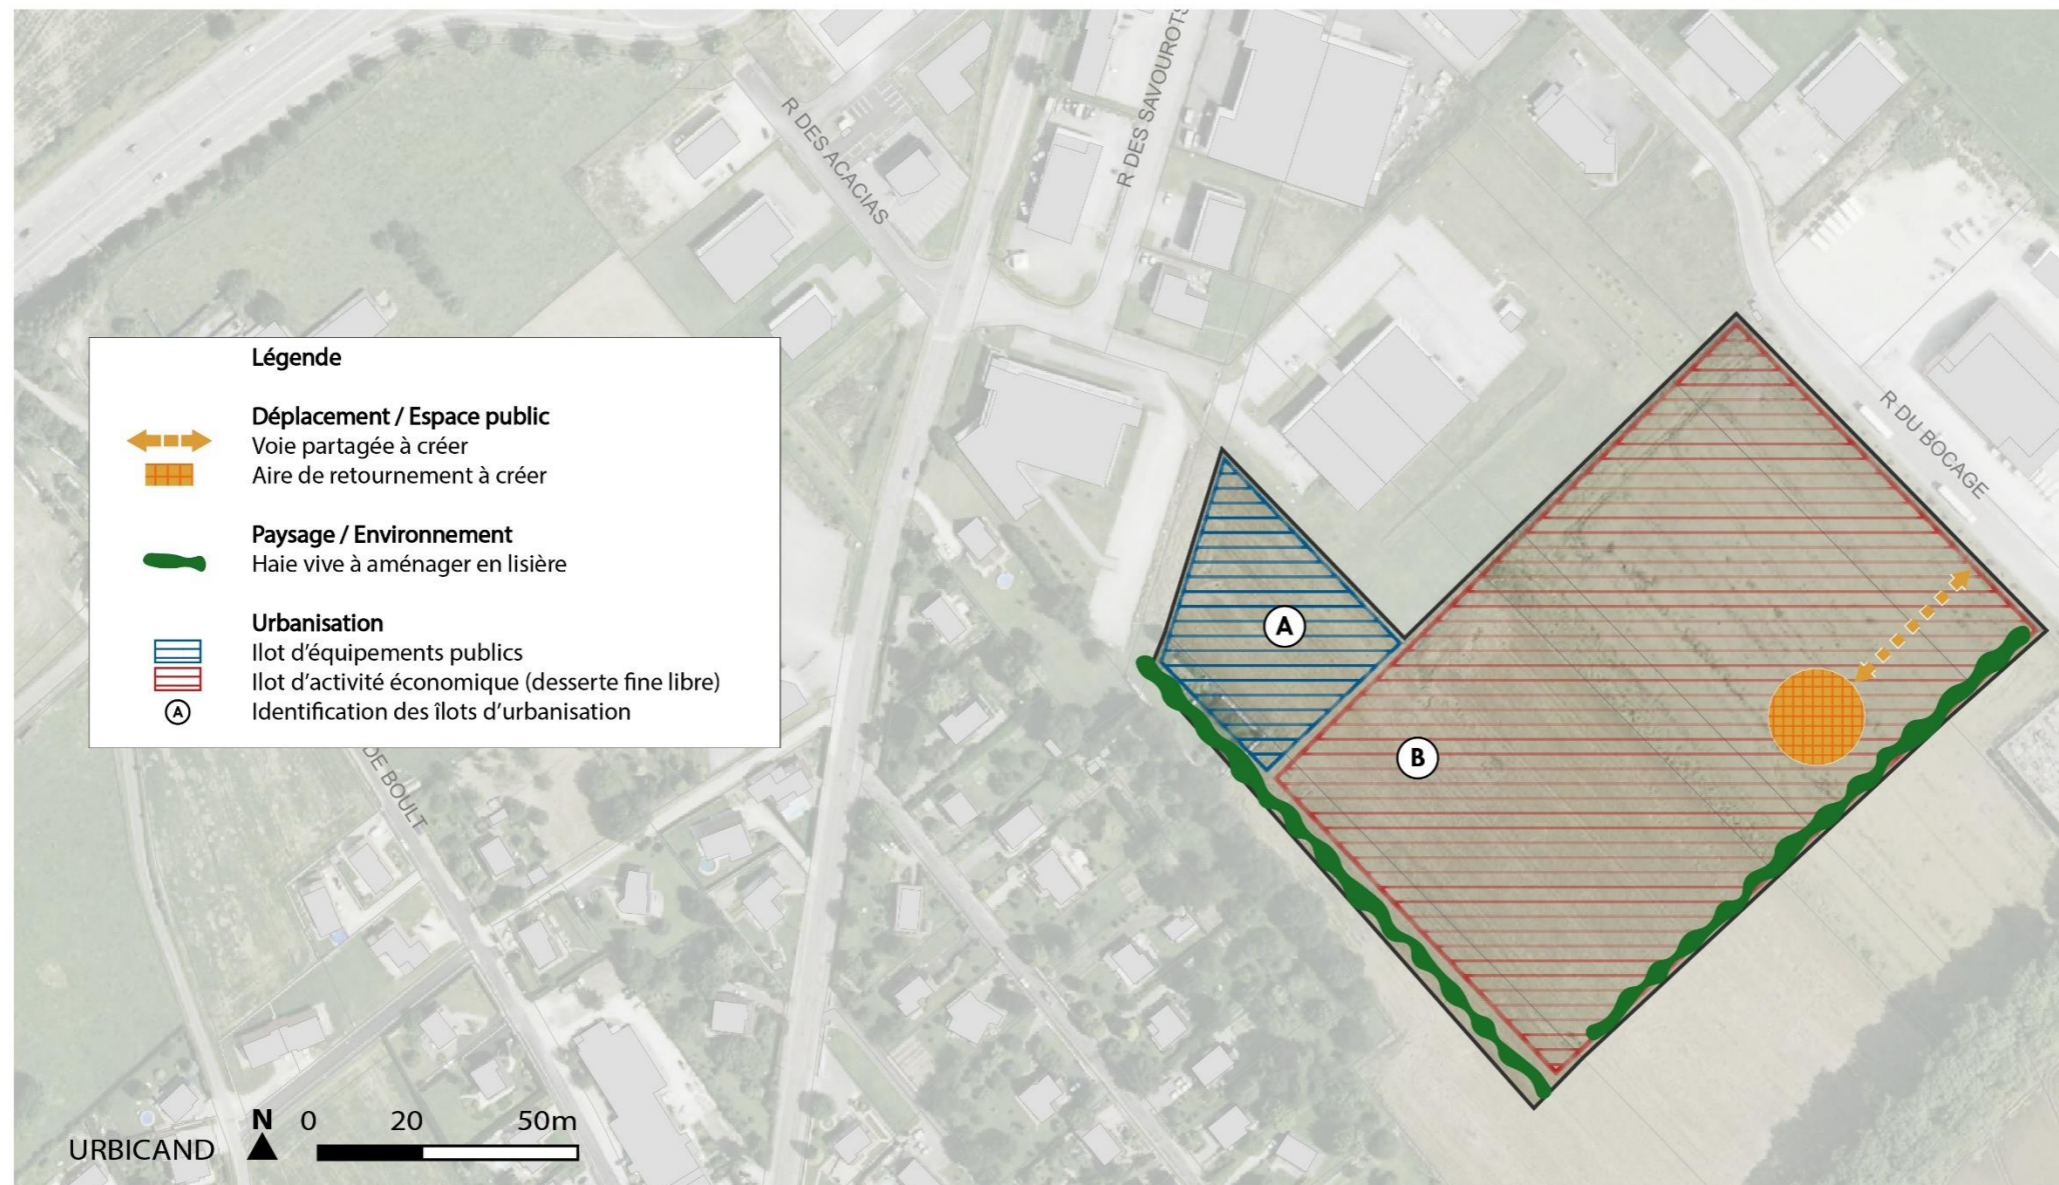 R DES ACACIAS
R DES SAVOUROTS
R DU BOCAGE
Légende
Déplacement / Espace public
Voie partagée à créer
Aire de retournement à créer
Paysage / Environnement
Haie vive à aménager en lisière
Urbanisation
Ilot d'équipements publics
Ilot d'activité économique (desserte fine libre)
A Identification des îlots d'urbanisation
A
B
DE BOULT
N 0 20 50m
URBICAND